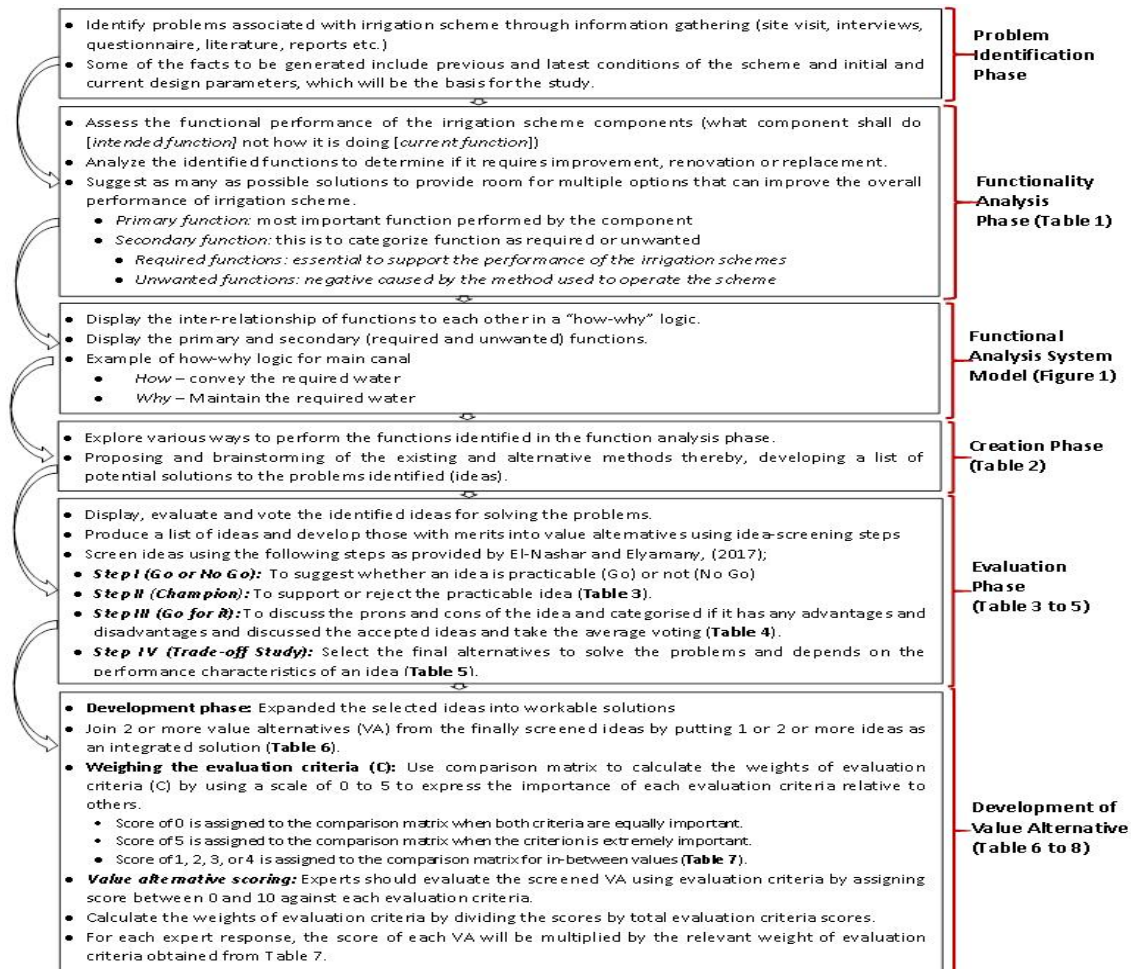 • Identify problems associated with irrigation scheme through information gathering (site visit, interviews,
questionnaire, literature, reports etc.)
• Some of the facts to be generated include previous and latest conditions of the scheme and initial and
current design parameters, which will be the basis for the study.
Problem
Identification
Phase
• Assess the functional performance of the irrigation scheme components (what component shall do
[intended function] not how it is doing [current function])
• Analyze the identified functions to determine if it requires improvement, renovation or replacement.
• Suggest as many as possible solutions to provide room for multiple options that can improve the overall
performance of irrigation scheme.
• Primary function: most important function performed by the component
• Secondary function: this is to categorize function as required or unwanted
• Required functions: essential to support the performance of the irrigation schemes
• Unwanted functions: negative caused by the method used to operate the scheme
Functionality
Analysis
Phase (Table 1)
• Display the inter-relationship of functions to each other in a “how-why” logic.
• Display the primary and secondary (required and unwanted) functions.
• Example of how-why logic for main canal
• How – convey the required water
• Why – Maintain the required water
Functional
Analysis System
Model (Figure 1)
• Explore various ways to perform the functions identified in the function analysis phase.
• Proposing and brainstorming of the existing and alternative methods thereby, developing a list of
potential solutions to the problems identified (ideas).
Creation Phase
(Table 2)
• Display, evaluate and vote the identified ideas for solving the problems.
• Produce a list of ideas and develop those with merits into value alternatives using idea-screening steps
• Screen ideas using the following steps as provided by El-Nashar and Elyamany, (2017);
• Step I (Go or No Go): To suggest whether an idea is practicable (Go) or not (No Go)
• Step II (Champion): To support or reject the practicable idea (Table 3).
• Step III (Go for it): To discuss the prons and cons of the idea and categorised if it has any advantages and
disadvantages and discussed the accepted ideas and take the average voting (Table 4).
• Step IV (Trade-off Study): Select the final alternatives to solve the problems and depends on the
performance characteristics of an idea (Table 5).
Evaluation
Phase
(Table 3 to 5)
• Development phase: Expanded the selected ideas into workable solutions
• Join 2 or more value alternatives (VA) from the finally screened ideas by putting 1 or 2 or more ideas as
an integrated solution (Table 6).
• Weighing the evaluation criteria (C): Use comparison matrix to calculate the weights of evaluation
criteria (C) by using a scale of 0 to 5 to express the importance of each evaluation criteria relative to
others.
• Score of 0 is assigned to the comparison matrix when both criteria are equally important.
• Score of 5 is assigned to the comparison matrix when the criterion is extremely important.
• Score of 1, 2, 3, or 4 is assigned to the comparison matrix for in-between values (Table 7).
• Value alternative scoring: Experts should evaluate the screened VA using evaluation criteria by assigning
score between 0 and 10 against each evaluation criteria.
• Calculate the weights of evaluation criteria by dividing the scores by total evaluation criteria scores.
• For each expert response, the score of each VA will be multiplied by the relevant weight of evaluation
criteria obtained from Table 7.
Development of
Value Alternative
(Table 6 to 8)